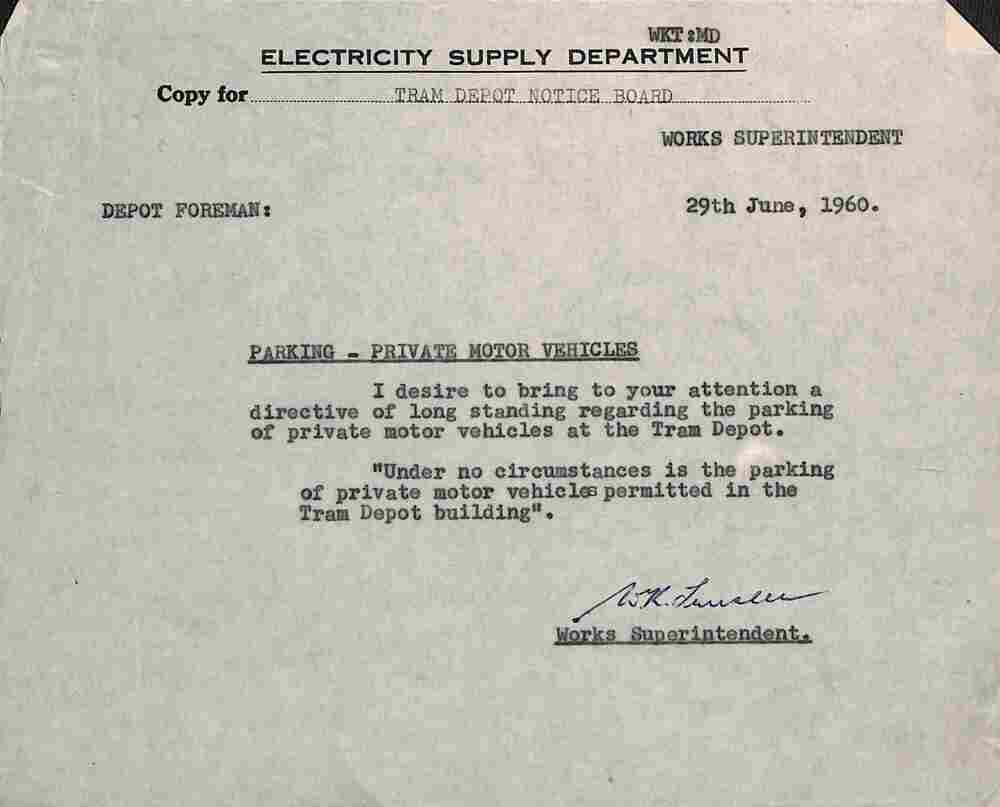 WKT:MD
ELECTRICITY SUPPLY DEPARTMENT
Copy for TRAM DEPOT NOTICE BOARD
WORKS SUPERINTENDENT
DEPOT FOREMAN:
29th June, 1960.
PARKING - PRIVATE MOTOR VEHICLES
I desire to bring to your attention a
directive of long standing regarding the parking
of private motor vehicles at the Tram Depot.
"Under no circumstances is the parking
of private motor vehicles permitted in the
Tram Depot building".
W.K.
Works Superintendent.